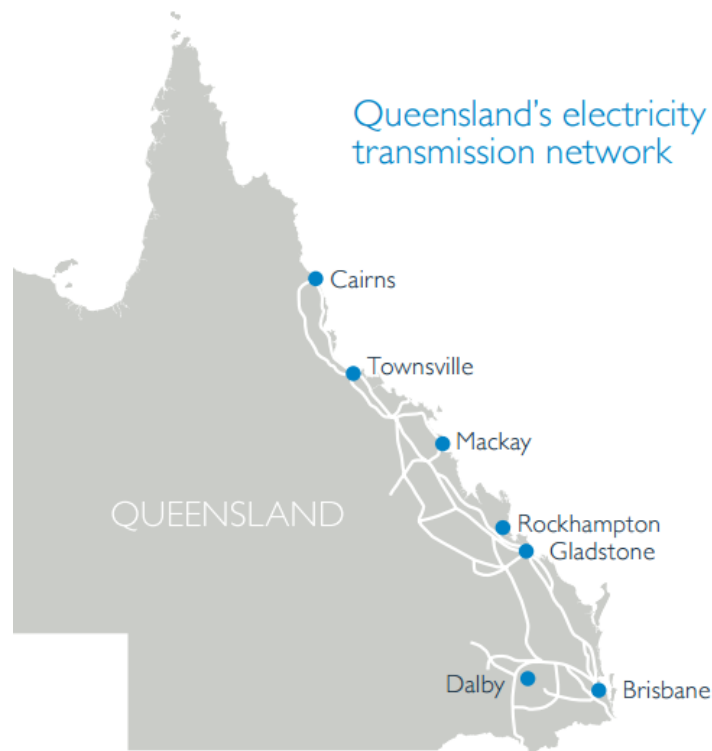 Queensland's electricity
transmission network
Cairns
Townsville
Mackay
QUEENSLAND
Rockhampton
Gladstone
Dalby
Brisbane